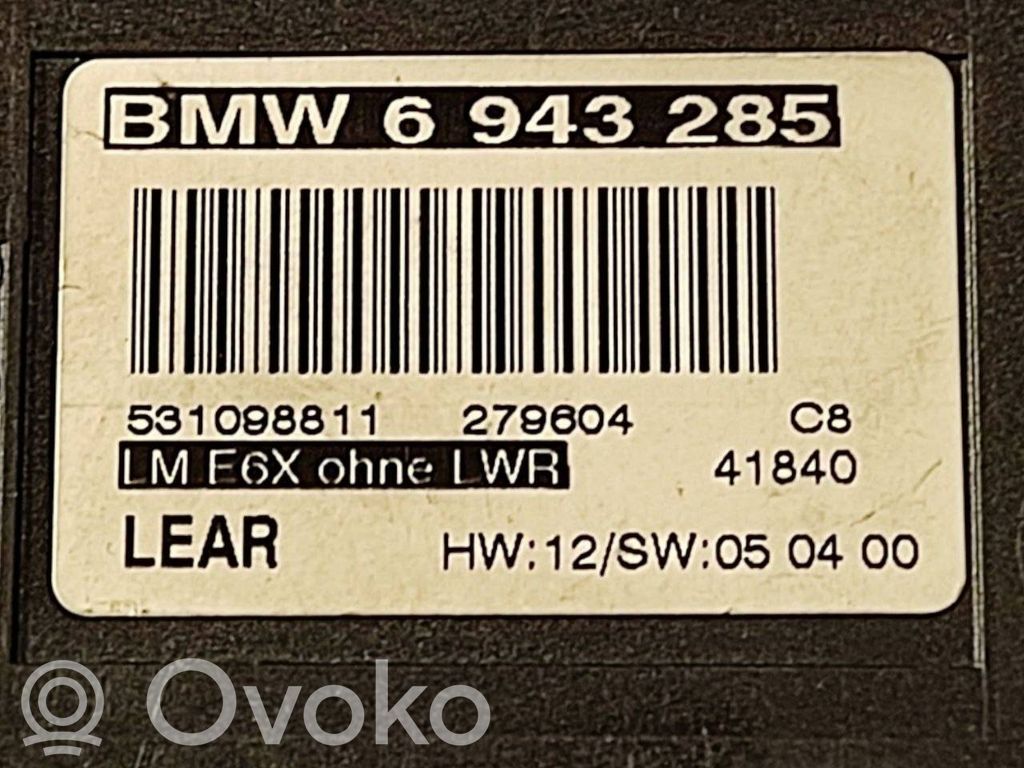 BMW 6 943 285
531098811 279604 C8
LM E6X ohne LWR 41840
LEAR HW:12/SW:05 04 00
Ovoko